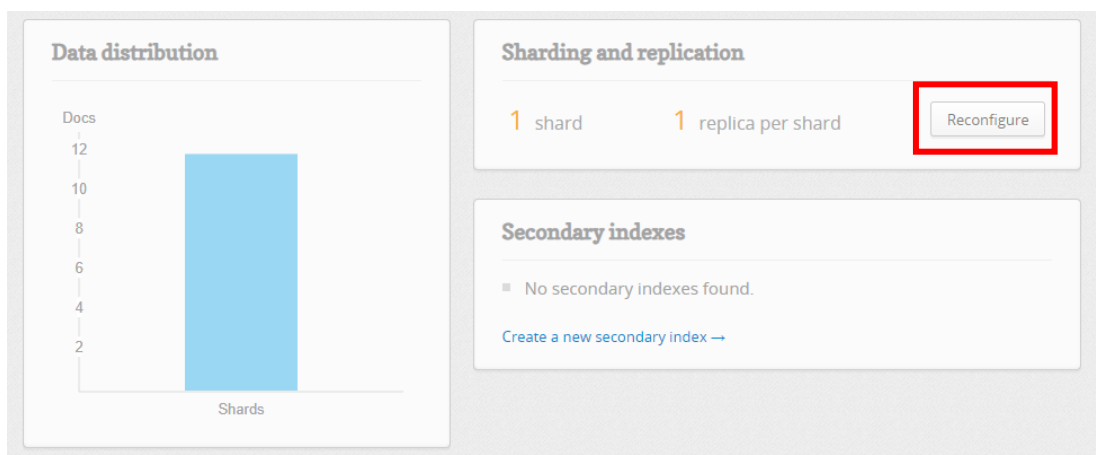 Data distribution
Docs
12
10
8
6
4
2
Shards
Sharding and replication
1 shard 1 replica per shard Reconfigure
Secondary indexes
No secondary indexes found.
Create a new secondary index →